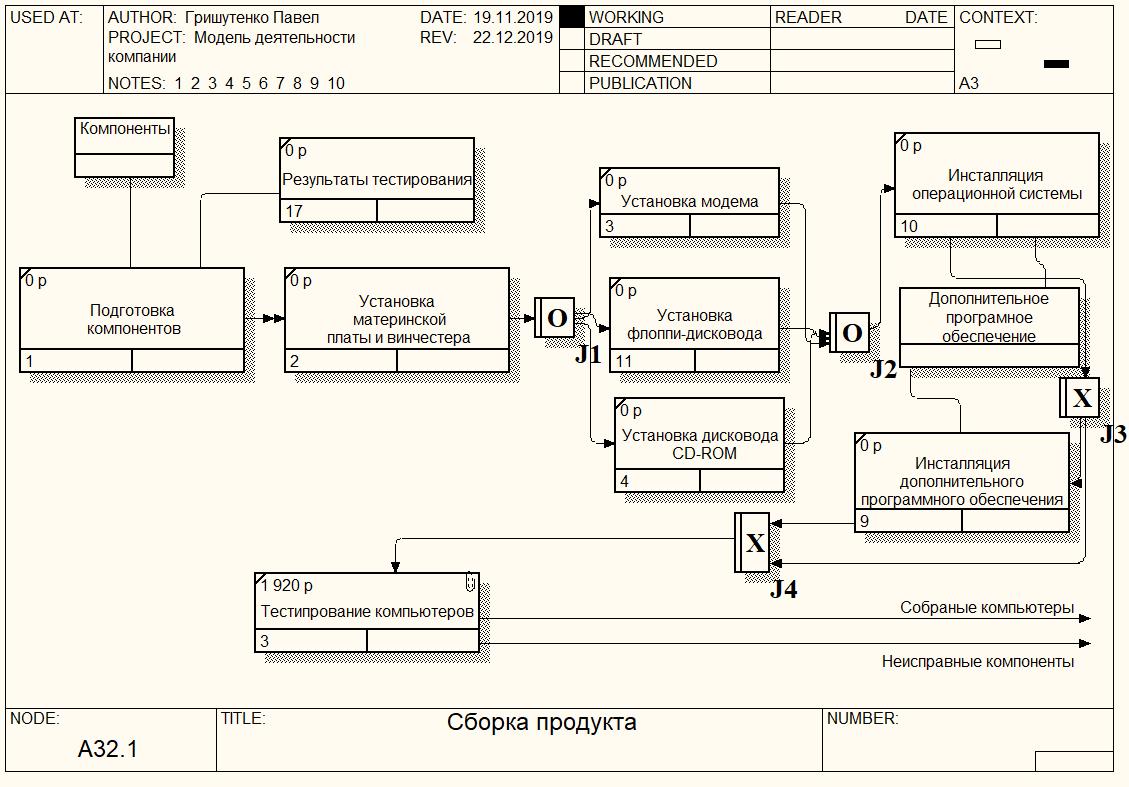 USED AT:
AUTHOR: Гришутенко Павел
DATE: 19.11.2019
PROJECT: Модель деятельности
компании
REV: 22.12.2019
NOTES: 1 2 3 4 5 6 7 8 9 10
WORKING
DRAFT
RECOMMENDED
PUBLICATION
READER
DATE
CONTEXT:
A3
Компоненты
0 р
Результаты тестирования
17
0 р
Подготовка
компонентов
1
0 р
Установка
материнской
платы и винчестера
2
O
J1
0 р
Установка модема
3
0 р
Установка
флоппи-дисковода
11
0 р
Установка дисковода
CD-ROM
4
O
J2
0 р
Инсталляция
операционной системы
10
Дополнительное
програмное
обеспечение
X
J3
0 р
Инсталляция
дополнительного
программного обеспечения
9
X
J4
1 920 р
Тестипрование компьютеров
3
Собраные компьютеры
Неисправные компоненты
NODE:
A32.1
TITLE:
Сборка продукта
NUMBER: